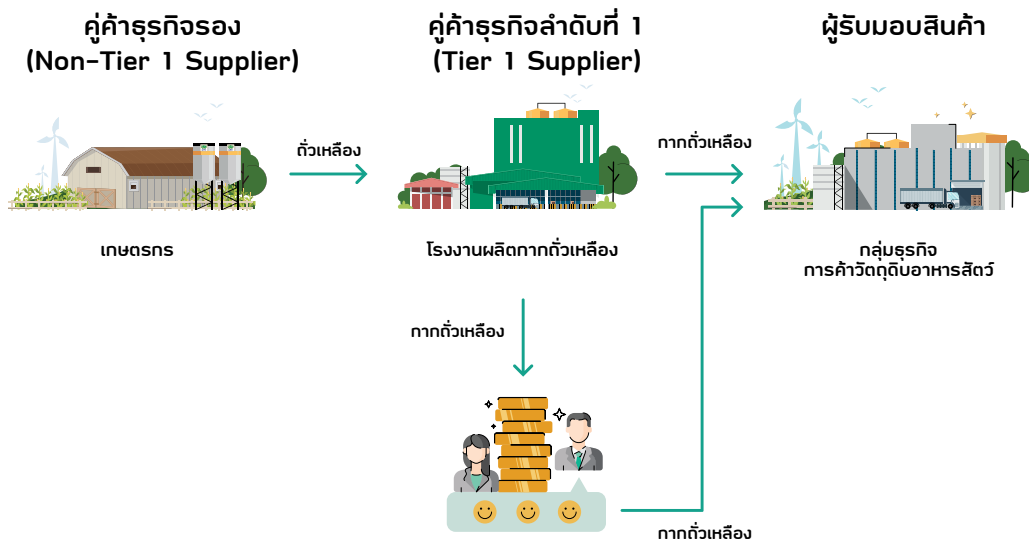 คู่ค้าธุรกิจรอง
(Non-Tier 1 Supplier)
คู่ค้าธุรกิจลำดับที่ 1
(Tier 1 Supplier)
ผู้รับมอบสินค้า
ถั่วเหลือง
กากถั่วเหลือง
เกษตรกร
โรงงานผลิตกากถั่วเหลือง
กลุ่มธุรกิจ
การค้าวัตถุดิบอาหารสัตว์
กากถั่วเหลือง
กากถั่วเหลือง